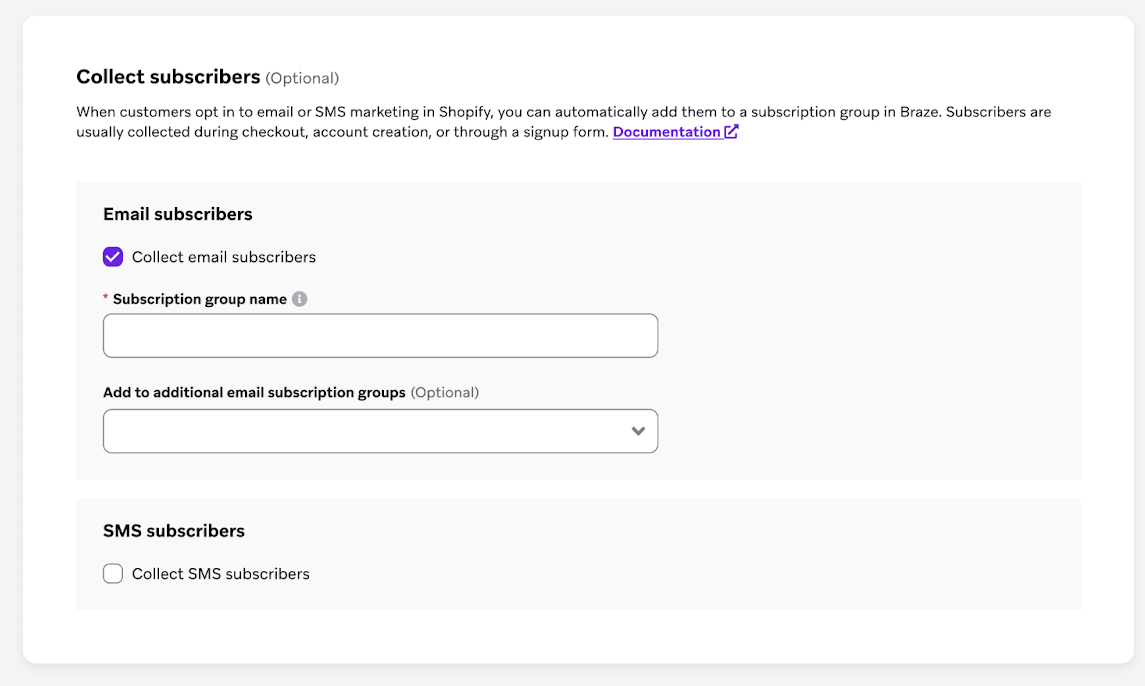 Collect subscribers (Optional)
When customers opt in to email or SMS marketing in Shopify, you can automatically add them to a subscription group in Braze. Subscribers are
usually collected during checkout, account creation, or through a signup form. Documentation
Email subscribers
Collect email subscribers
* Subscription group name
Add to additional email subscription groups (Optional)
SMS subscribers
Collect SMS subscribers